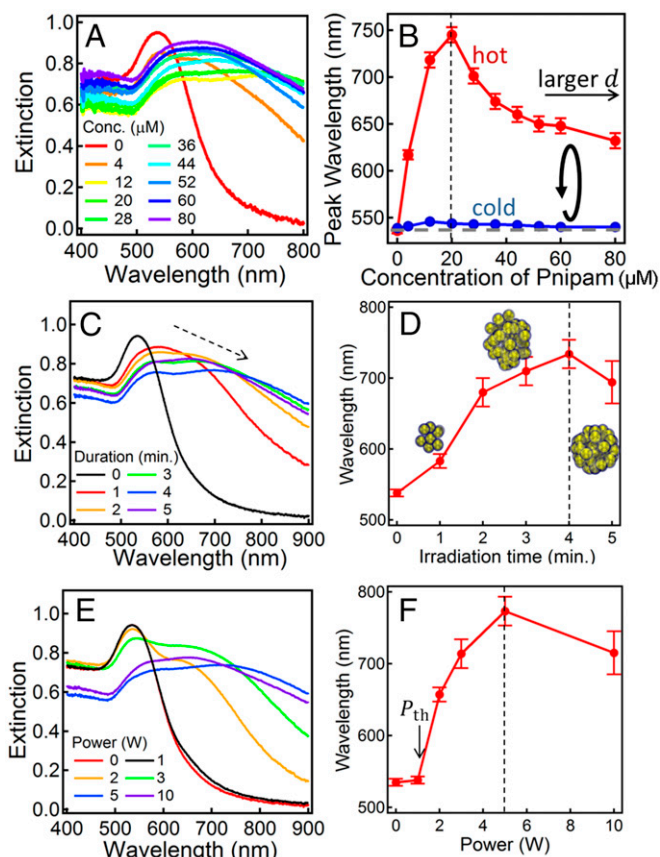 A
Extinction
1.0
0.8
0.6
0.4
0.2
0.0
Conc. (μM)
0 36
4 44
12 52
20 60
28 80
400 500 600 700 800
Wavelength (nm)
B
Peak Wavelength (nm)
750
700
650
600
550
hot
larger d
cold
0 20 40 60 80
Concentration of Pnipam (μM)
C
Extinction
1.0
0.8
0.6
0.4
0.2
0.0
Duration (min.)
0 3
1 4
2 5
400 500 600 700 800 900
Wavelength (nm)
D
Wavelength (nm)
800
700
600
500
0 1 2 3 4 5
Irradiation time (min.)
E
Extinction
1.0
0.8
0.6
0.4
0.2
0.0
Power (W)
0 1
2 3
5 10
400 500 600 700 800 900
Wavelength (nm)
F
Wavelength (nm)
800
700
600
500
Pth
0 2 4 6 8 10
Power (W)